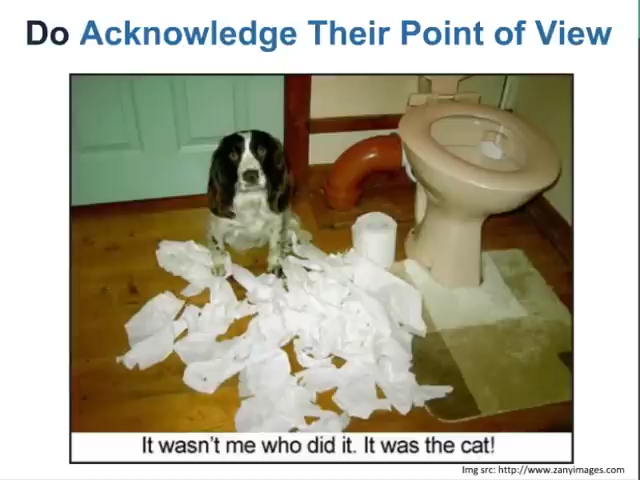 Do Acknowledge Their Point of View
It wasn't me who did it. It was the cat!
Img src: http://www.zanyimages.com